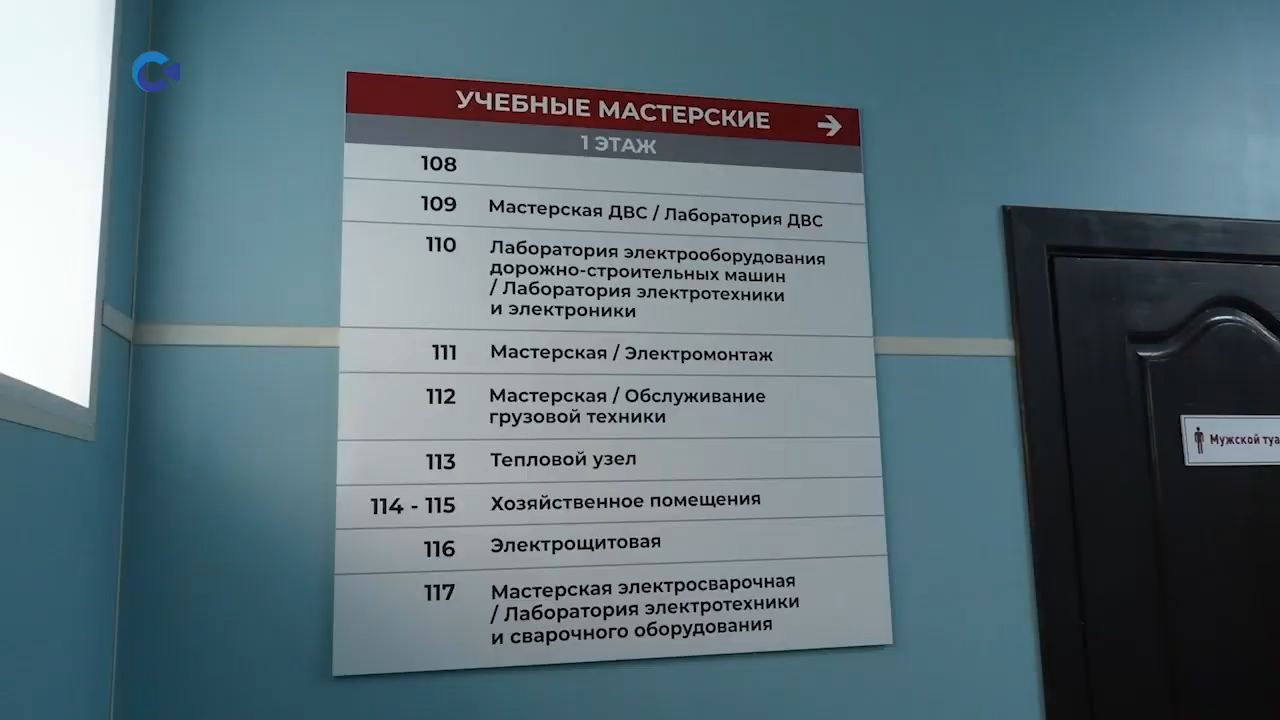 УЧЕБНЫЕ МАСТЕРСКИЕ →
1 ЭТАЖ
108
109 Мастерская ДВС / Лаборатория ДВС
110 Лаборатория электрооборудования
дорожно-строительных машин
/ Лаборатория электротехники
и электроники
111 Мастерская / Электромонтаж
112 Мастерская / Обслуживание
грузовой техники
113 Тепловой узел
114 - 115 Хозяйственное помещения
116 Электрощитовая
117 Мастерская электросварочная
/ Лаборатория электротехники
и сварочного оборудования
Мужской